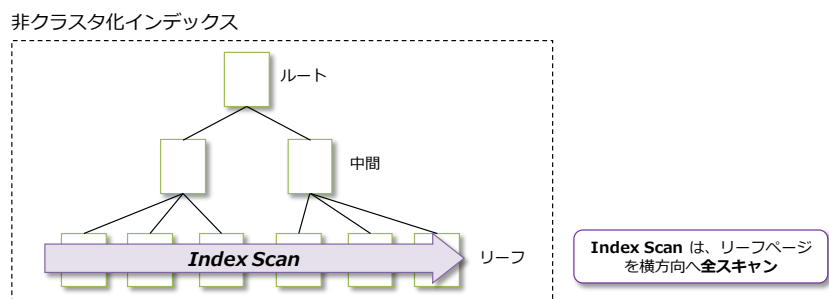 非クラスタ化インデックス
ルート
中間
Index Scan
リーフ
Index Scan は、リーフページ
を横方向へ全スキャン